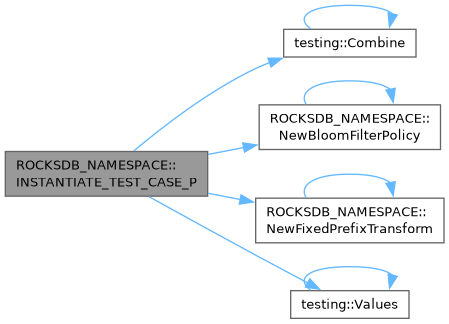 testing::Combine
ROCKSDB_NAMESPACE::
NewBloomFilterPolicy
ROCKSDB_NAMESPACE::
INSTANTIATE_TEST_CASE_P
ROCKSDB_NAMESPACE::
NewFixedPrefixTransform
testing::Values